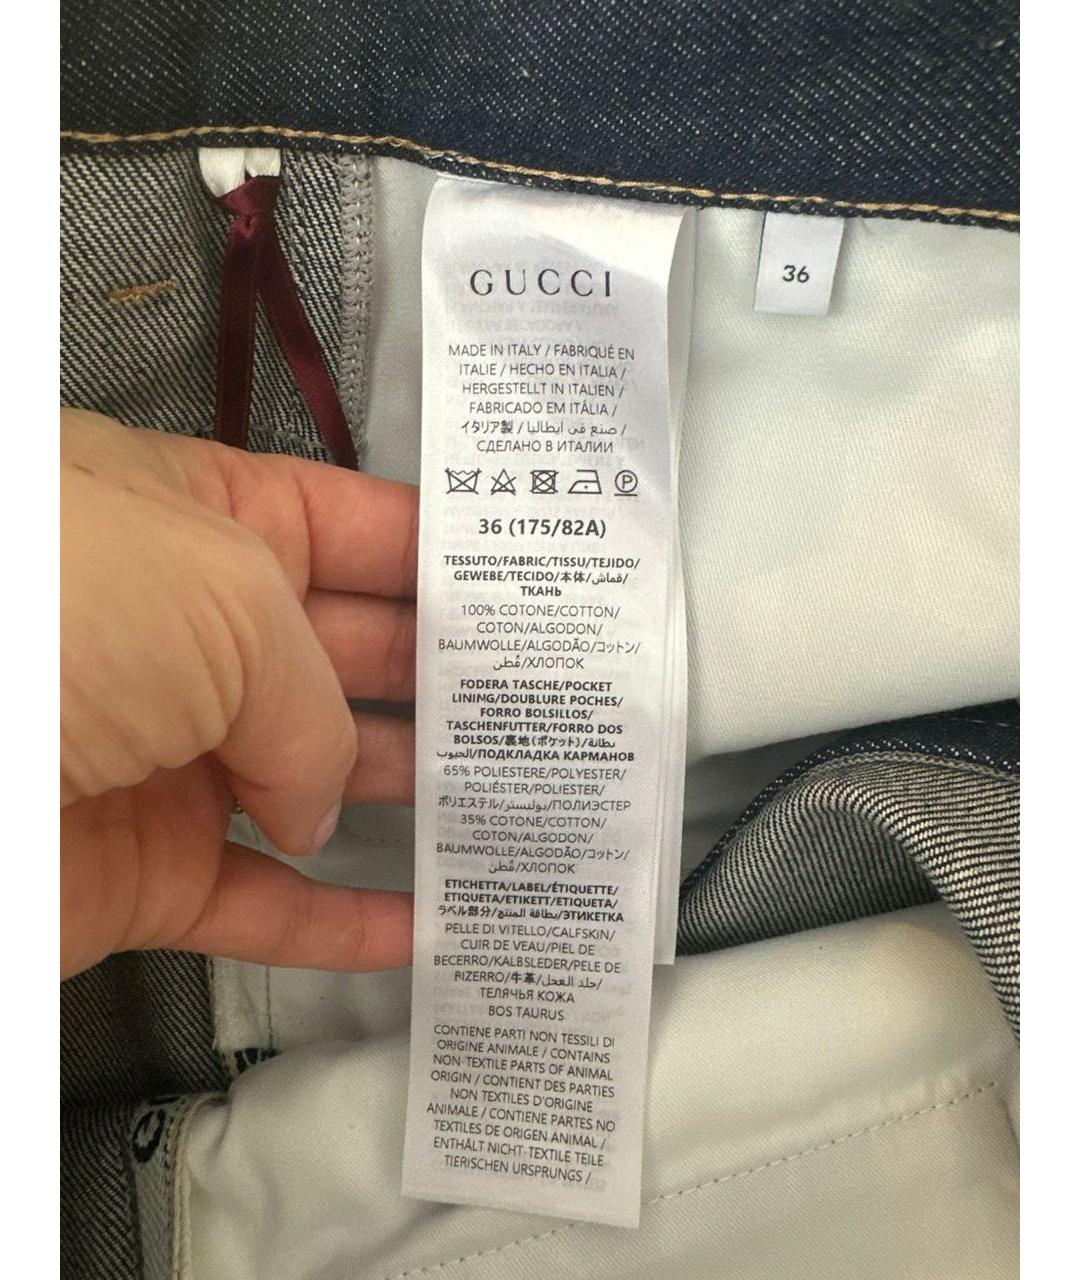 GUCCI
36
MADE IN ITALY / FABRIQUÉ EN
ITALIE / HECHO EN ITALIA /
HERGESTELLT IN ITALIEN /
FABRICADO EM ITÁLIA /
イタリア製 / صنع في ايطاليا /
СДЕЛАНО В ИТАЛИИ
P
36 (175/82A)
TESSUTO/FABRIC/TISSU/TEJIDO/
GEWEBE/TECIDO/本体/قماش/
ТКАНЬ
100% COTONE/COTTON/
COTON/ALGODON/
BAUMWOLLE/ALGODÃO/コットン/
قُطن/ХЛОПОК
FODERA TASCHE/POCKET
LINING/DOUBLURE POCHES/
FORRO BOLSILLOS/
TASCHENFUTTER/FORRO DOS
BOLSOS/裏地(ポケット)/بطانة
الجيوب/ПОДКЛАДКА КАРМАНОВ
65% POLIESTERE/POLYESTER/
POLIÉSTER/POLIESTER/
ポリエステル/بوليستر/ПОЛИЭСТЕР
35% COTONE/COTTON/
COTON/ALGODON/
BAUMWOLLE/ALGODÃO/コットン/
قُطن/ХЛОПОК
ETICHETTA/LABEL/ÉTIQUETTE/
ETIQUETA/ETIKETT/ETIQUETA/
ラベル部分/بطاقة المنتج/ЭТИКЕТКА
PELLE DI VITELLO/CALFSKIN/
CUIR DE VEAU/PIEL DE
BECERRO/KALBSLEDER/PELE DE
BIZERRO/牛革/جلد العجل/
ТЕЛЯЧЬЯ КОЖА
BOS TAURUS
CONTIENE PARTI NON TESSILI DI
ORIGINE ANIMALE / CONTAINS
NON-TEXTILE PARTS OF ANIMAL
ORIGIN / CONTIENT DES PARTIES
NON TEXTILES D'ORIGINE
ANIMALE / CONTIENE PARTES NO
TEXTILES DE ORIGEN ANIMAL /
ENTHÄLT NICHT-TEXTILE TEILE
TIERISCHEN URSPRUNGS /